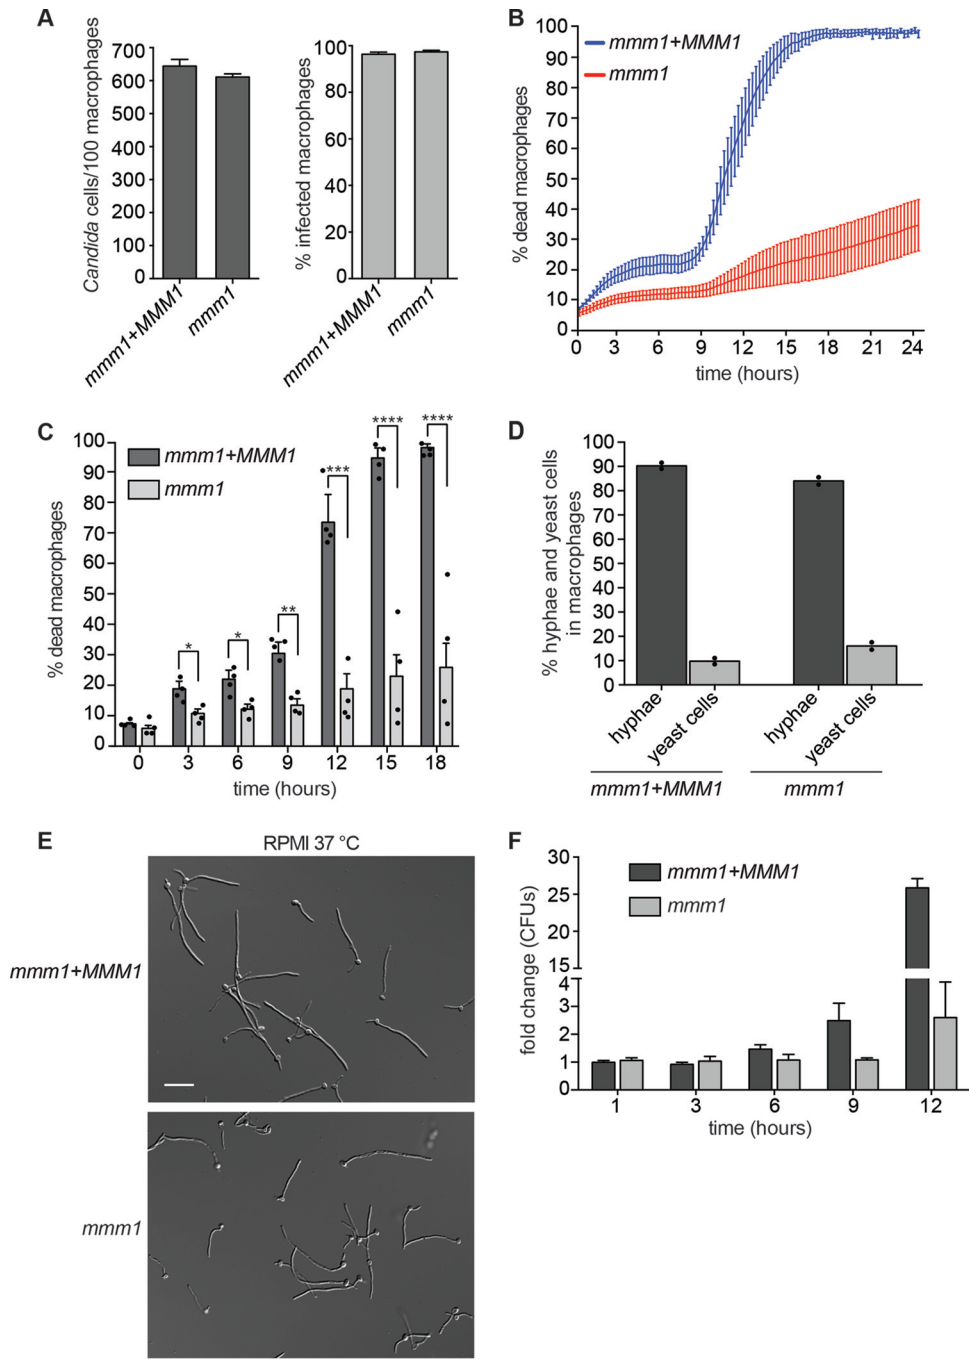 A
Candida cells/100 macrophages
700
600
500
400
300
200
100
0
mmm1+MMM1
mmm1
% infected macrophages
100
80
60
40
20
0
mmm1+MMM1
mmm1
B
% dead macrophages
100
90
80
70
60
50
40
30
20
10
0
mmm1+MMM1
mmm1
0 3 6 9 12 15 18 21 24
time (hours)
C
% dead macrophages
100
90
80
70
60
50
40
30
20
10
0
mmm1+MMM1
mmm1
* * ** *** **** ****
0 3 6 9 12 15 18
time (hours)
D
% hyphae and yeast cells
in macrophages
100
90
80
70
60
50
40
30
20
10
0
hyphae
yeast cells
hyphae
yeast cells
mmm1+MMM1
mmm1
E
RPMI 37 °C
mmm1+MMM1
mmm1
F
fold change (CFUs)
30
25
20
15
4
3
2
1
0
mmm1+MMM1
mmm1
1 3 6 9 12
time (hours)